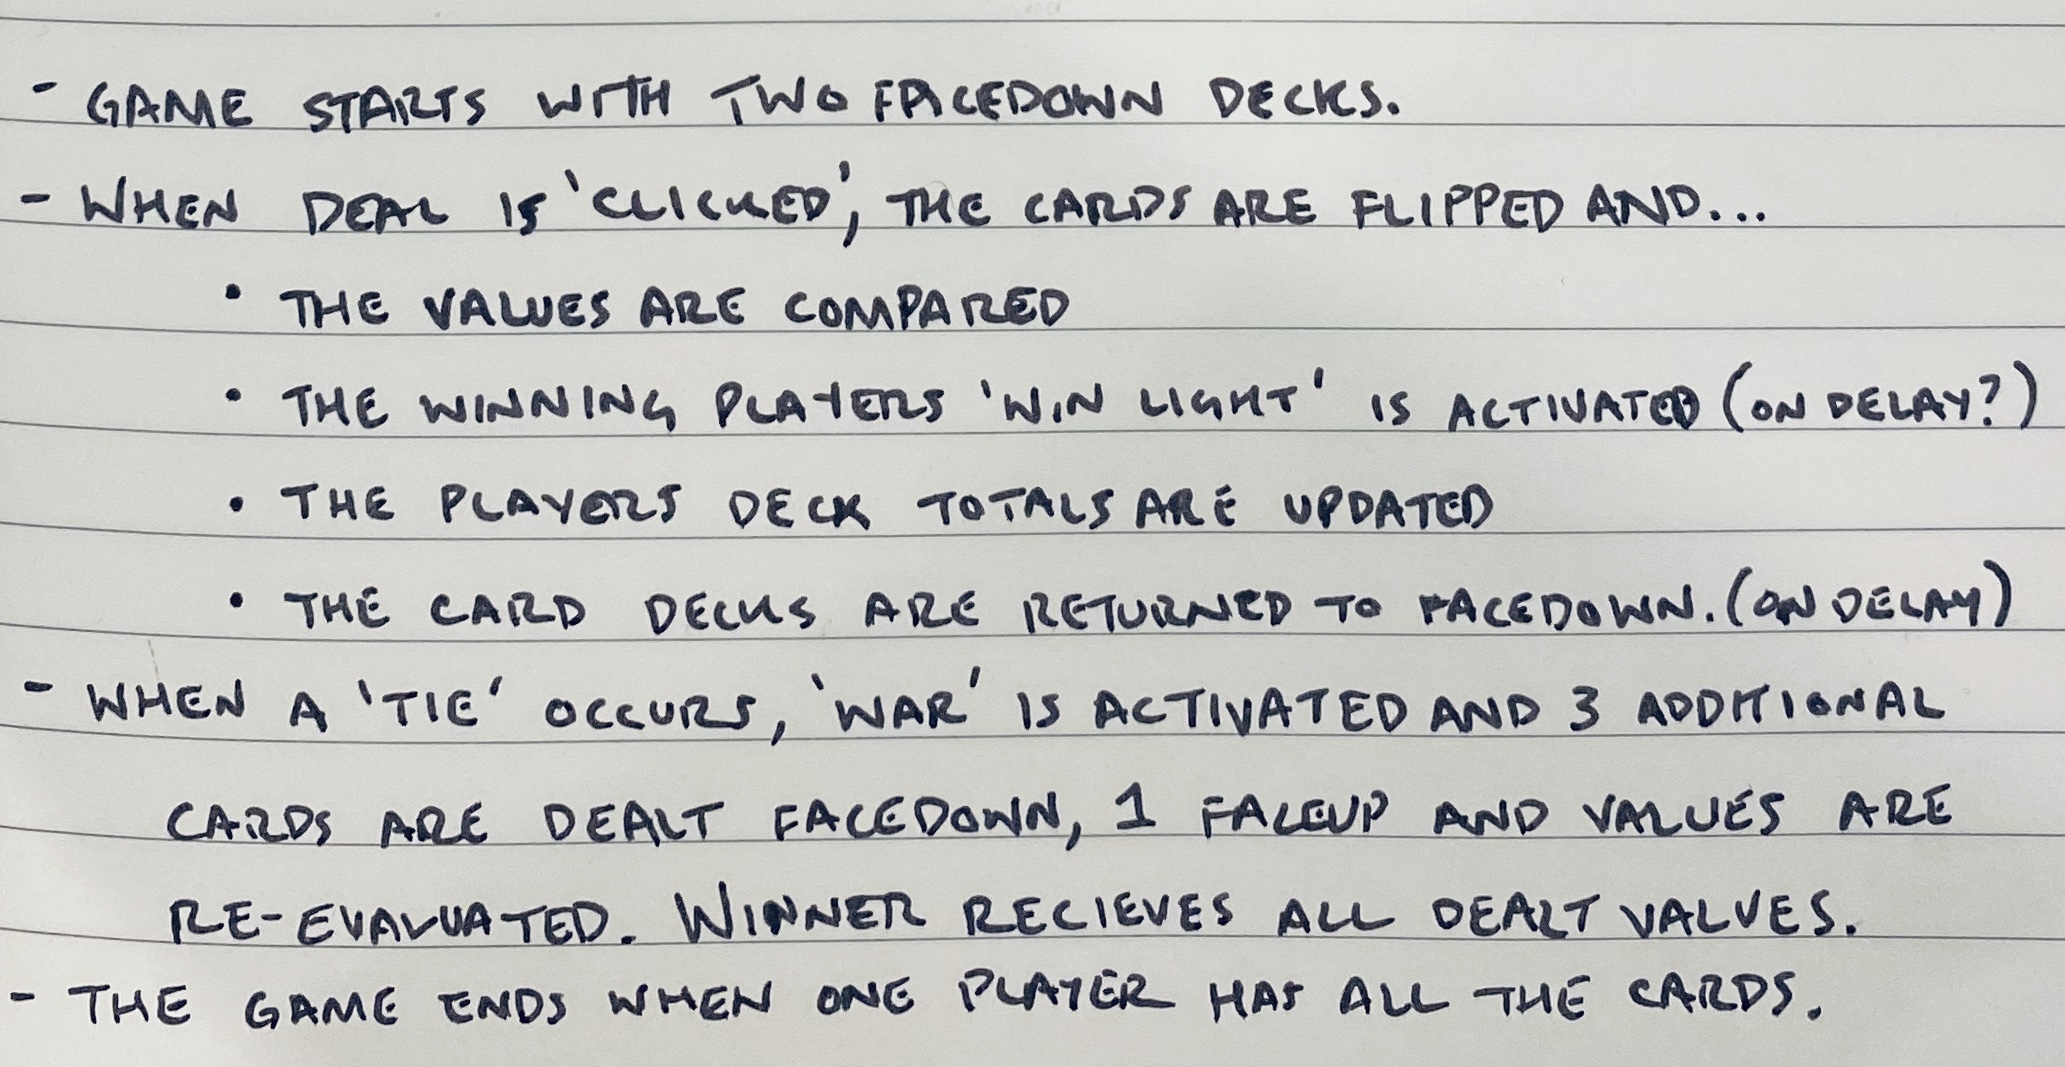 - GAME STARTS WITH TWO FACEDOWN DECKS.
- WHEN DEAL IS 'CLICKED', THE CARDS ARE FLIPPED AND...
• THE VALUES ARE COMPARED
• THE WINNING PLAYERS 'WIN LIGHT' IS ACTIVATED (ON DELAY?)
• THE PLAYERS DECK TOTALS ARE UPDATED
• THE CARD DECKS ARE RETURNED TO FACEDOWN. (ON DELAY)
- WHEN A 'TIE' OCCURS, 'WAR' IS ACTIVATED AND 3 ADDITIONAL
CARDS ARE DEALT FACEDOWN, 1 FACEUP AND VALUES ARE
RE-EVALUATED. WINNER RECIEVES ALL DEALT VALUES.
- THE GAME ENDS WHEN ONE PLAYER HAS ALL THE CARDS.